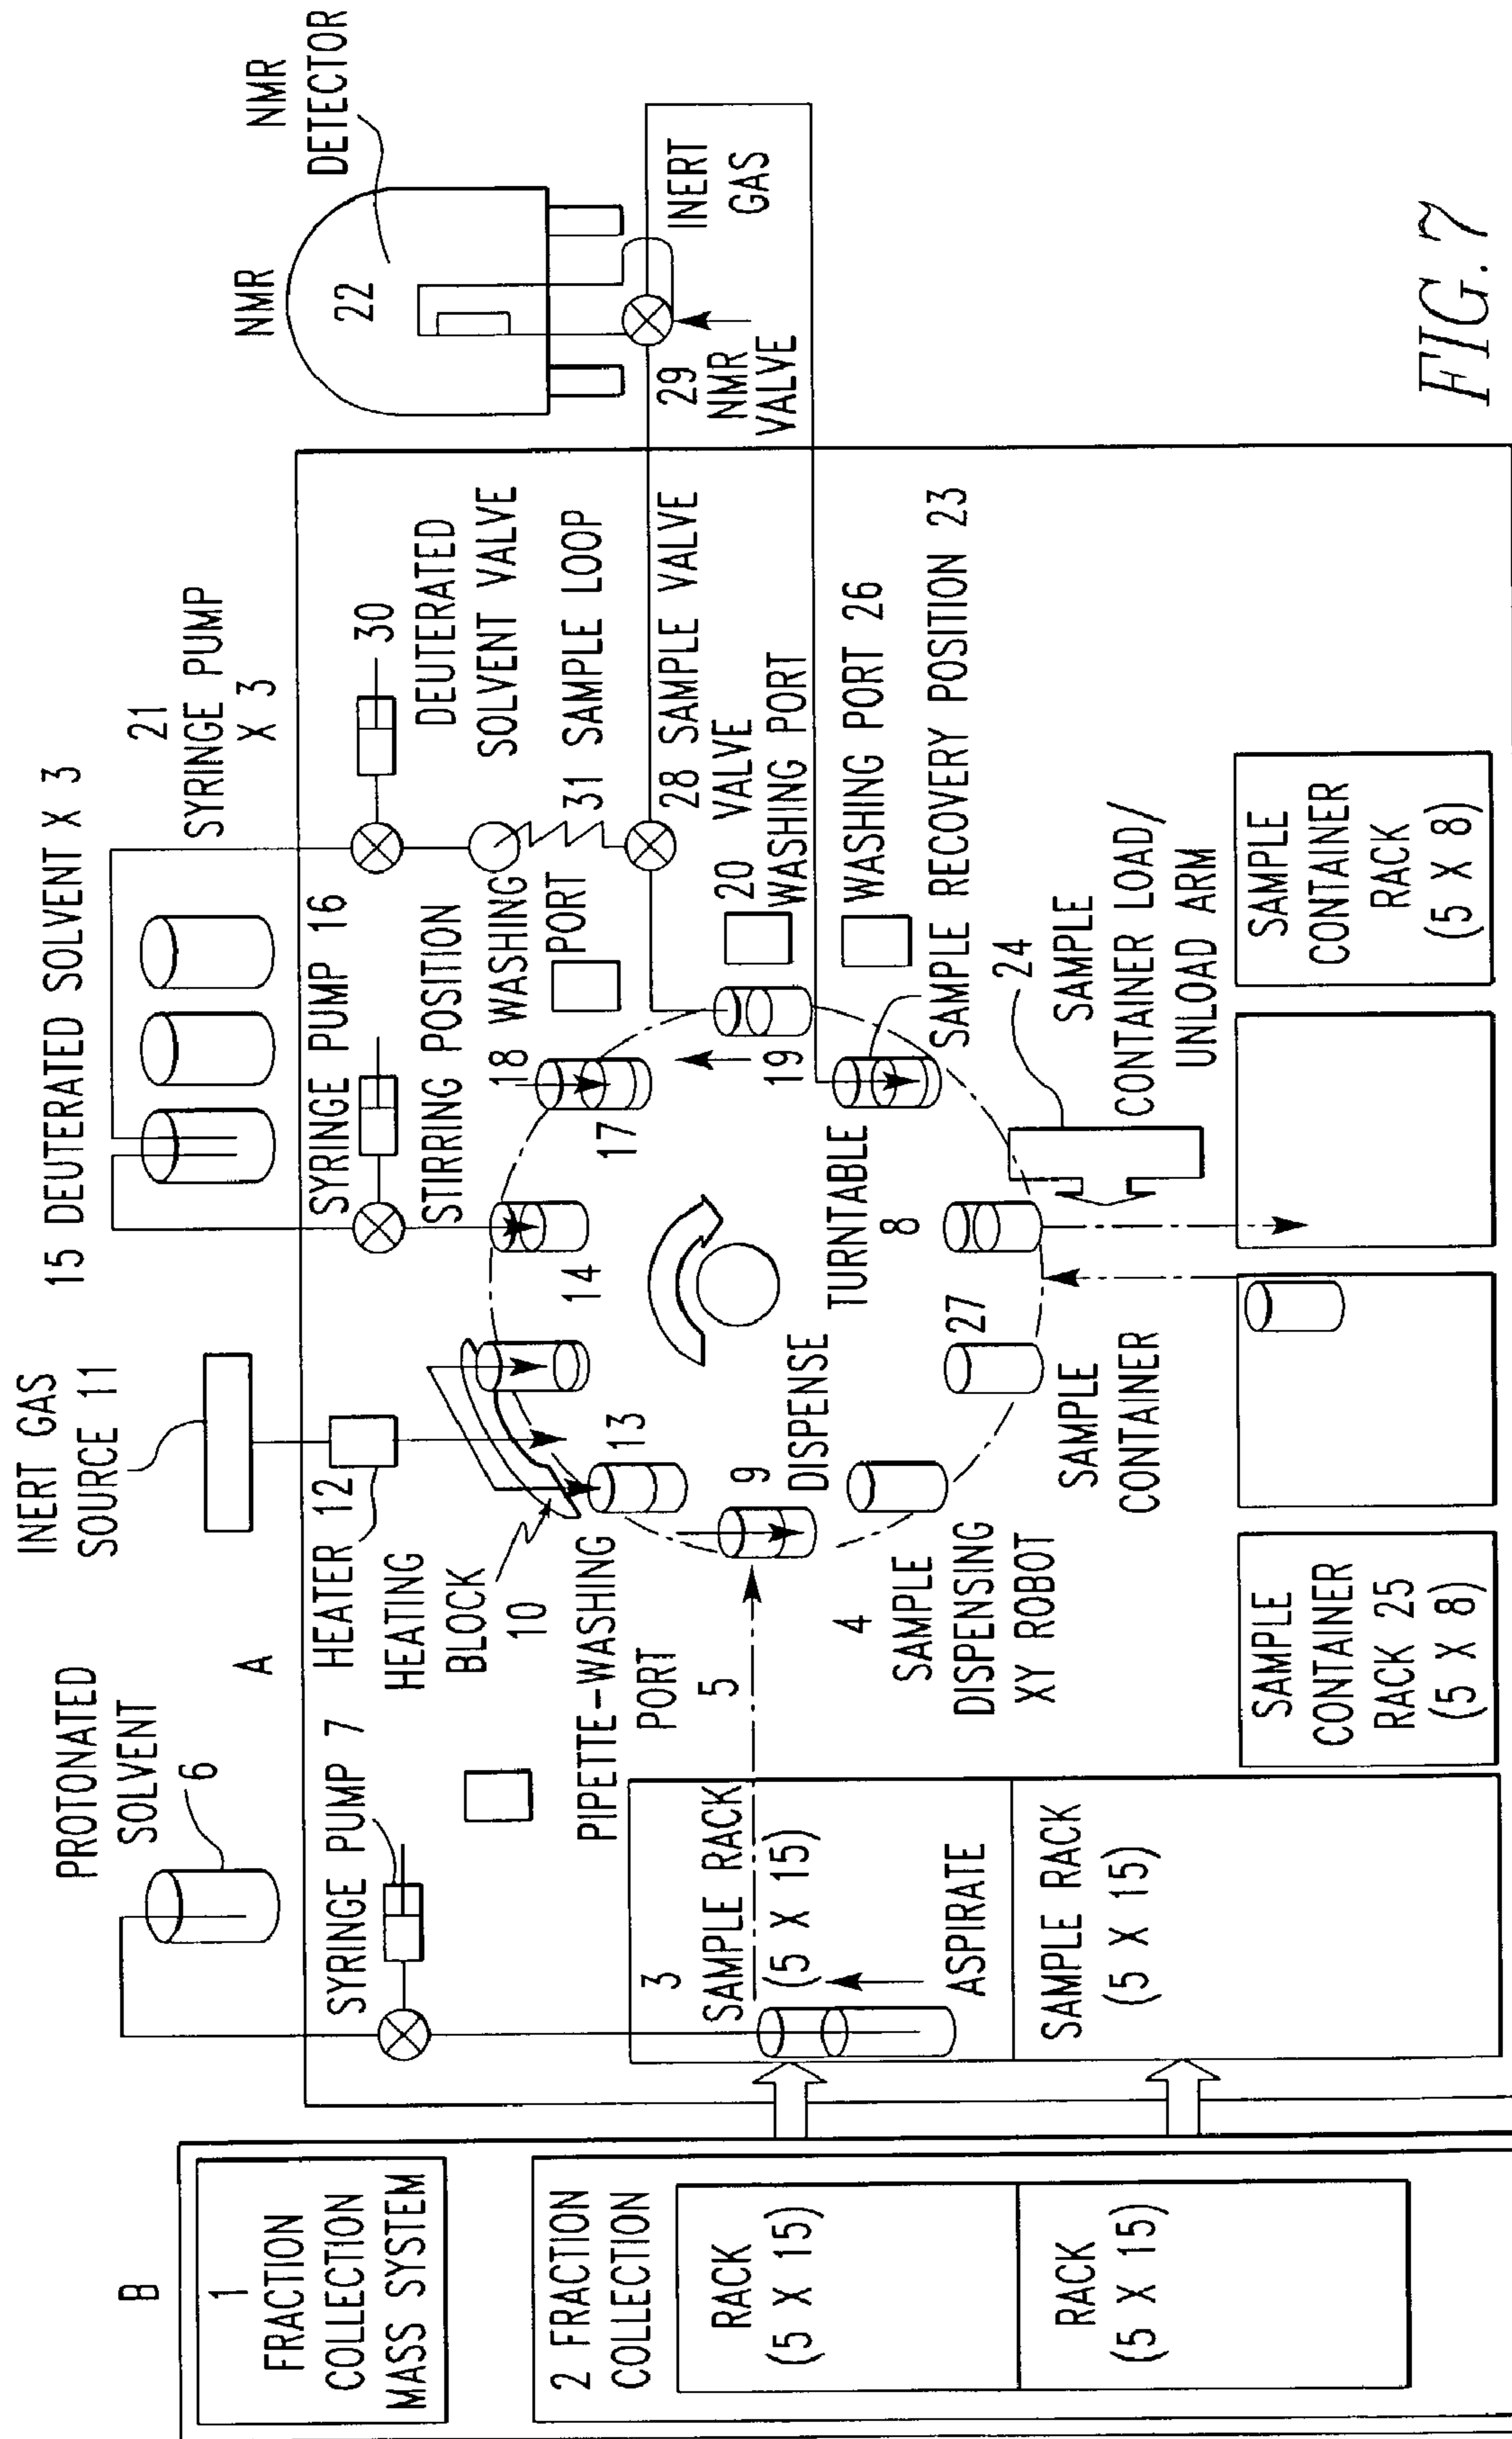 B
1
FRACTION
COLLECTION
MASS SYSTEM
2 FRACTION
COLLECTION
RACK
(5 X 15)
RACK
(5 X 15)
PROTONATED
SOLVENT
6
A
SYRINGE PUMP 7
3
SAMPLE RACK
(5 X 15)
ASPIRATE
SAMPLE RACK
(5 X 15)
PIPETTE-WASHING
PORT
5
INERT GAS
SOURCE 11
HEATER 12
HEATING
BLOCK
10
13
9
DISPENSE
4
SAMPLE
DISPENSING
XY ROBOT
SAMPLE
CONTAINER
RACK 25
(5 X 8)
15 DEUTERATED SOLVENT X 3
SYRINGE PUMP 16
STIRRING POSITION
14
TURNTABLE
8
27
SAMPLE
CONTAINER
21
SYRINGE PUMP
X 3
30
DEUTERATED
SOLVENT VALVE
31 SAMPLE LOOP
28 SAMPLE VALVE
18 WASHING
PORT
17
19
20
VALVE
WASHING PORT
WASHING PORT 26
SAMPLE RECOVERY POSITION 23
24
SAMPLE
CONTAINER LOAD/
UNLOAD ARM
SAMPLE
CONTAINER
RACK
(5 X 8)
NMR
22
NMR
DETECTOR
INERT
GAS
29
NMR
VALVE
FIG. 7